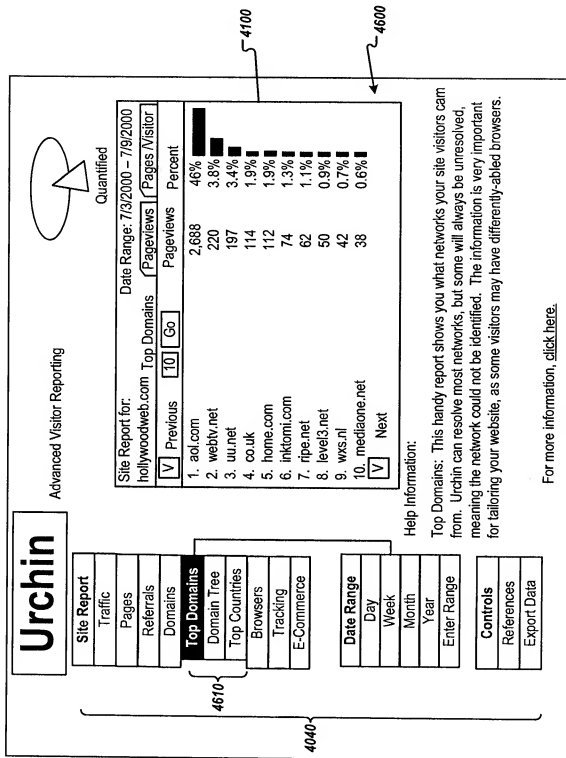 Urchin
Advanced Visitor Reporting
Quantified
Site Report
Traffic
Pages
Referrals
Domains
Top Domains
Domain Tree
Top Countries
Browsers
Tracking
E-Commerce
Date Range
Day
Week
Month
Year
Enter Range
Controls
References
Export Data
4610
4040
Site Report for: Date Range: 7/3/2000 – 7/9/2000
hollywoodweb.com Top Domains Pageviews Pages /Visitor
V Previous 10 Go Pageviews Percent
1. aol.com 2,688 46%
2. webtv.net 220 3.8%
3. uu.net 197 3.4%
4. co.uk 114 1.9%
5. home.com 112 1.9%
6. inktomi.com 74 1.3%
7. ripe.net 62 1.1%
8. level3.net 50 0.9%
9. wxs.nl 42 0.7%
10. mediaone.net 38 0.6%
V Next
4100
4600
Help Information:
Top Domains: This handy report shows you what networks your site visitors cam
from. Urchin can resolve most networks, but some will always be unresolved,
meaning the network could not be identified. The information is very important
for tailoring your website, as some visitors may have differently-abled browsers.
For more information, click here.